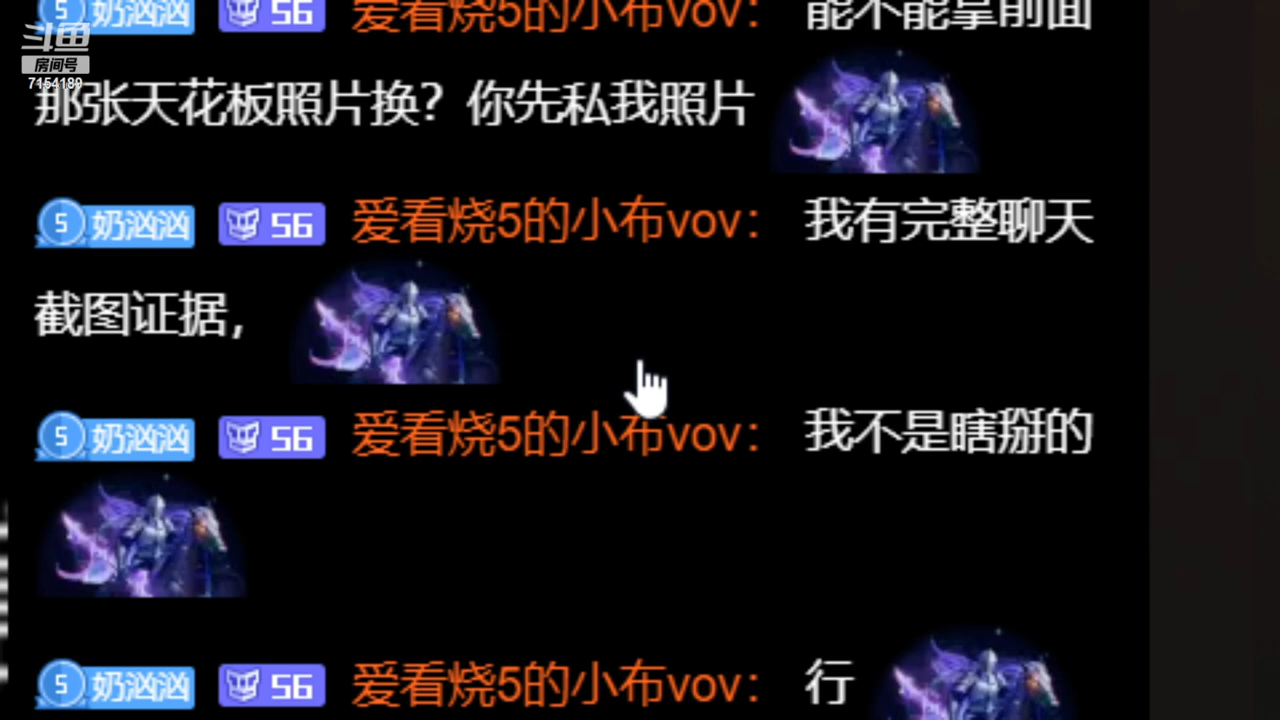 5 奶汹汹 56 爱看烧5的小布vov: 能不能拿前面
斗鱼
房间号
7154189
那张天花板照片换？你先私我照片
5 奶汹汹 56 爱看烧5的小布vov: 我有完整聊天
截图证据，
5 奶汹汹 56 爱看烧5的小布vov: 我不是瞎掰的
5 奶汹汹 56 爱看烧5的小布vov: 行